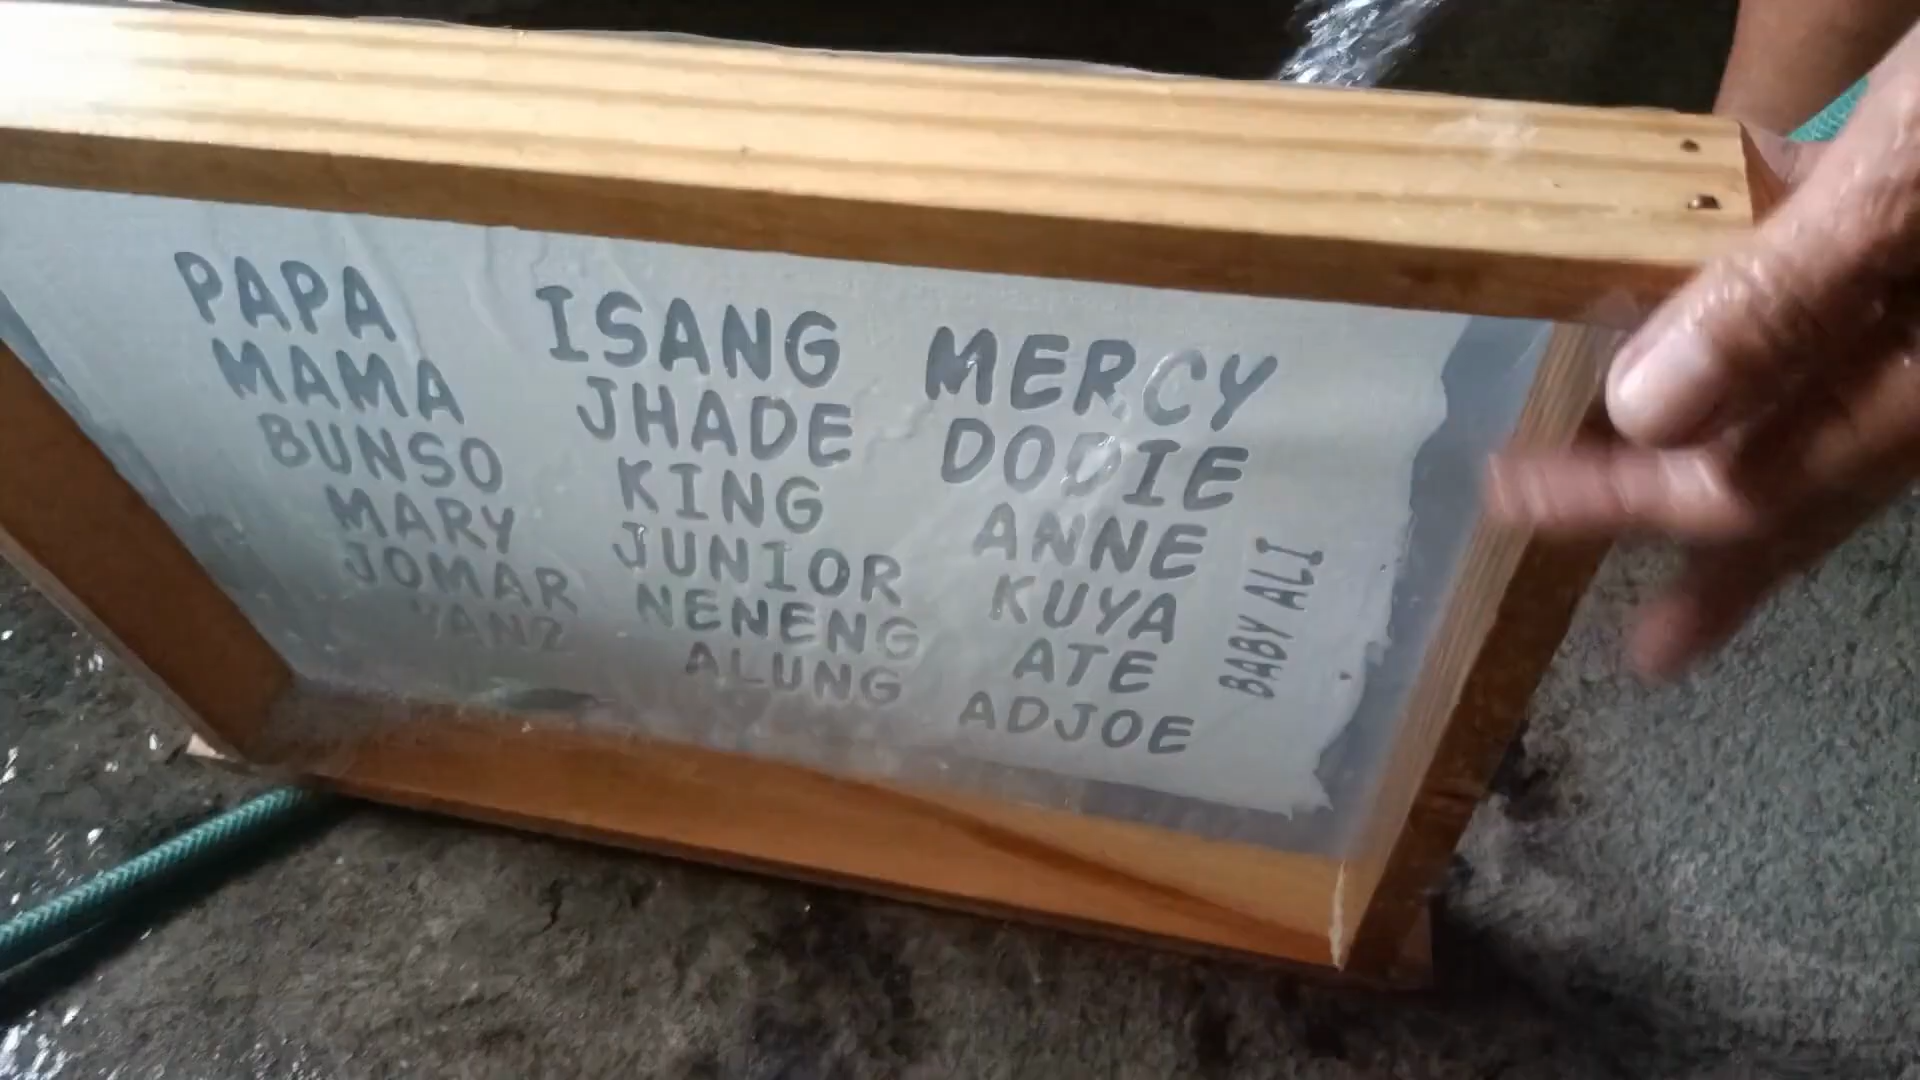 PAPA
MAMA
BUNSO
MARY
JOMAR
ISANG
JHADE
KING
JUNIOR
NENENG
ALUNG
MERCY
DODIE
ANNE
KUYA
ATE
ADJOE
BABY ALI